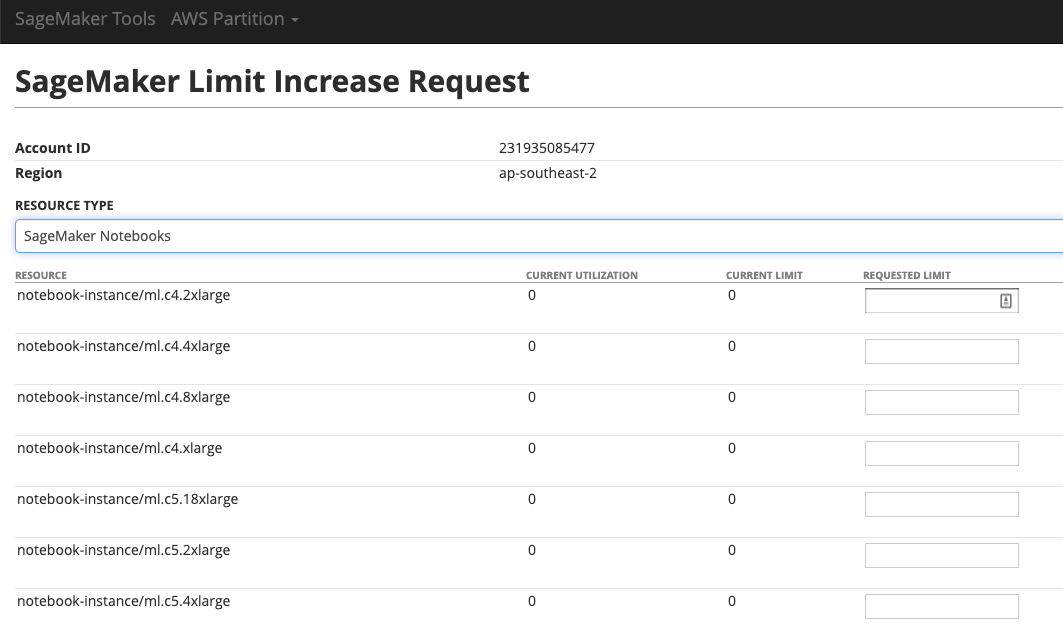 SageMaker Tools AWS Partition
SageMaker Limit Increase Request
Account ID 231935085477
Region ap-southeast-2
RESOURCE TYPE
SageMaker Notebooks
RESOURCE CURRENT UTILIZATION CURRENT LIMIT REQUESTED LIMIT
notebook-instance/ml.c4.2xlarge 0 0
notebook-instance/ml.c4.4xlarge 0 0
notebook-instance/ml.c4.8xlarge 0 0
notebook-instance/ml.c4.xlarge 0 0
notebook-instance/ml.c5.18xlarge 0 0
notebook-instance/ml.c5.2xlarge 0 0
notebook-instance/ml.c5.4xlarge 0 0